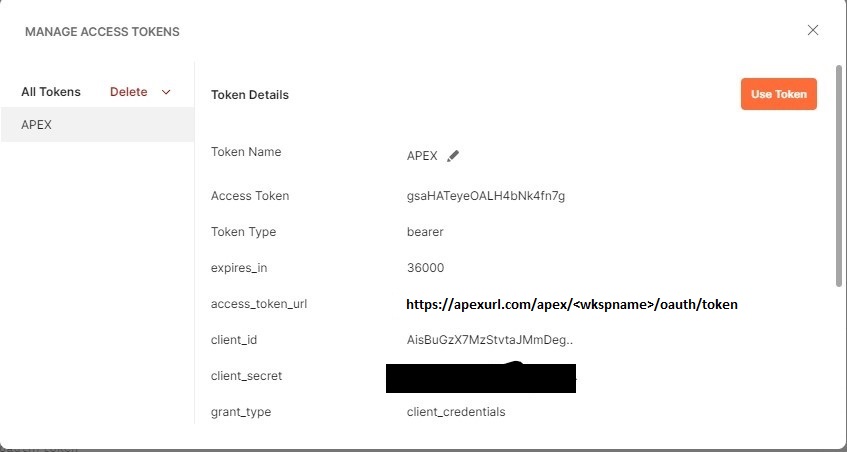 MANAGE ACCESS TOKENS
All Tokens Delete
APEX
Token Details
Use Token
Token Name APEX
Access Token gsaHATeyeOALH4bNk4fn7g
Token Type bearer
expires_in 36000
access_token_url https://apexurl.com/apex/<wkspname>/oauth/token
client_id AisBuGzX7MzStvtaJMmDeg..
client_secret
grant_type client_credentials